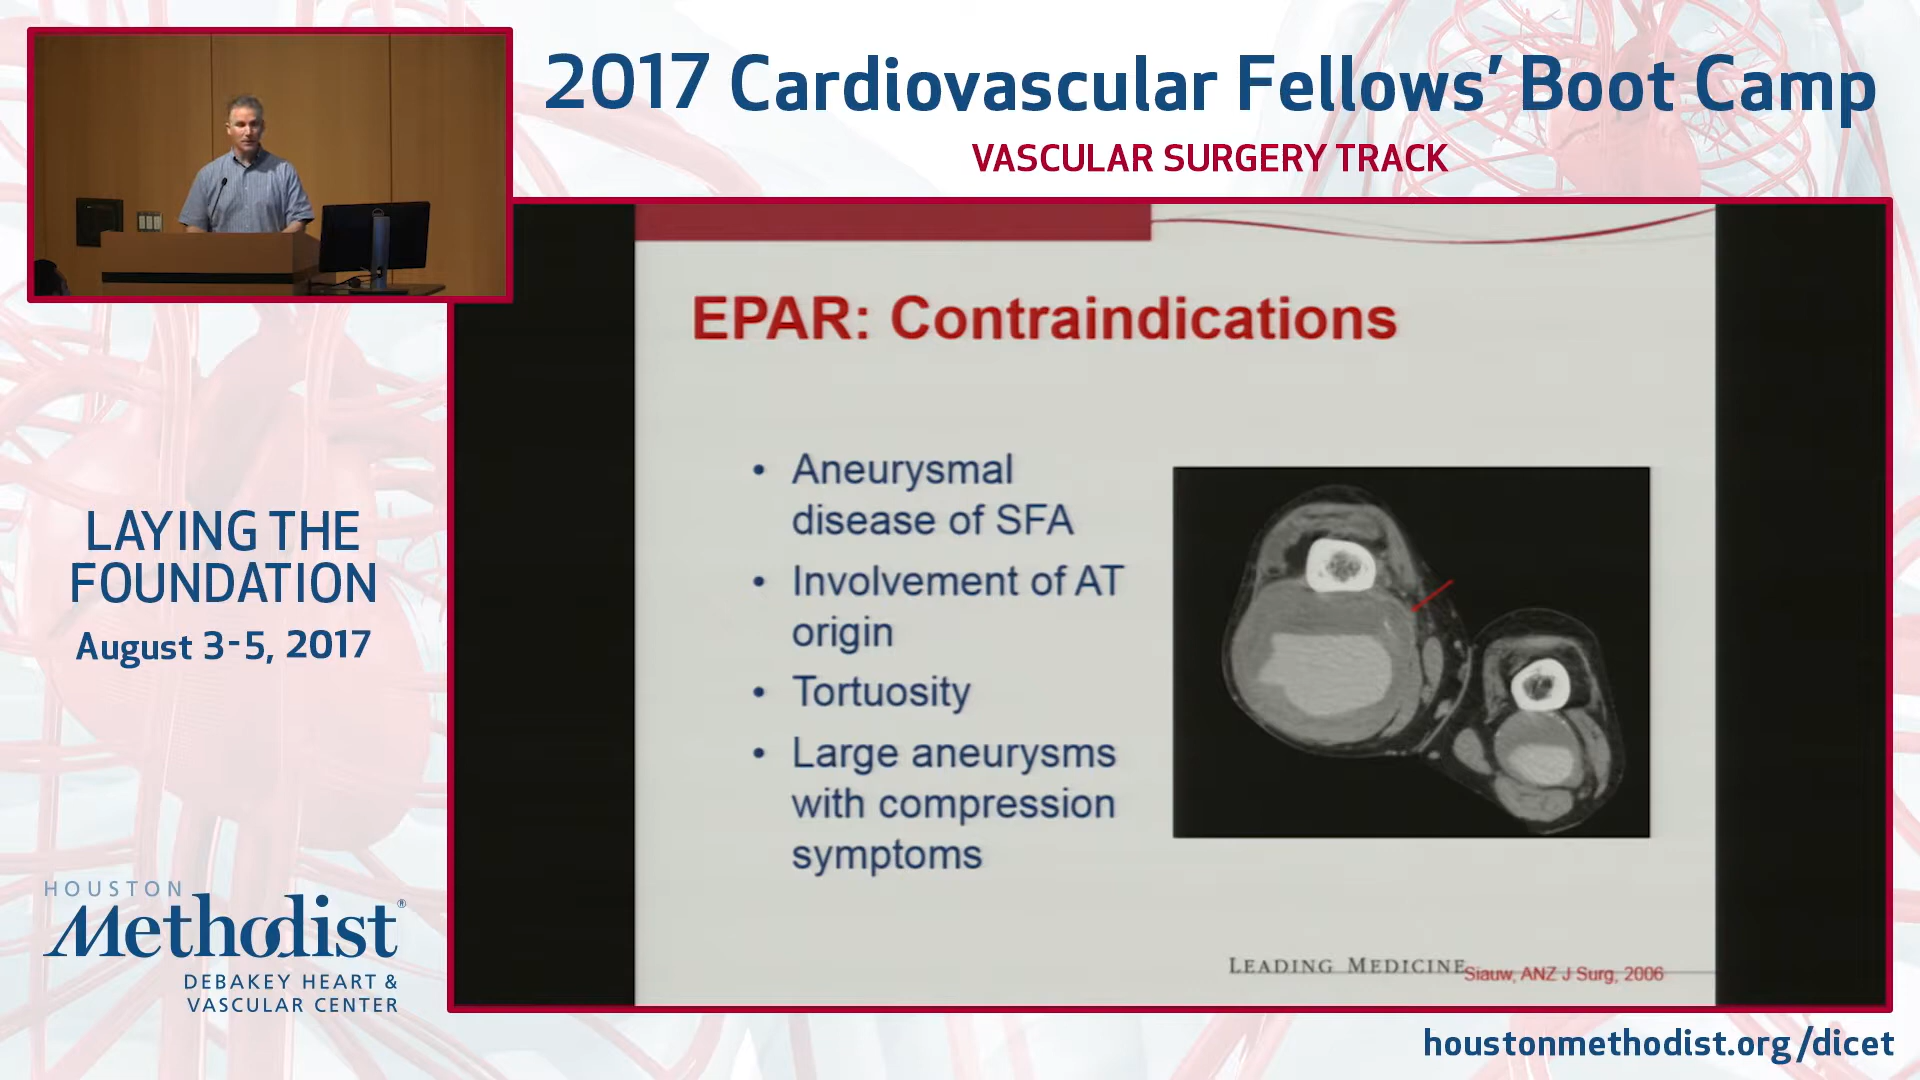 2017 Cardiovascular Fellows' Boot Camp
VASCULAR SURGERY TRACK
EPAR: Contraindications
• Aneurysmal
disease of SFA
• Involvement of AT
origin
• Tortuosity
• Large aneurysms
with compression
symptoms
LEADING MEDICINE
Siauw, ANZ J Surg, 2006
LAYING THE
FOUNDATION
August 3-5, 2017
HOUSTON
Methodist®
DEBAKEY HEART &
VASCULAR CENTER
houstonmethodist.org/dicet